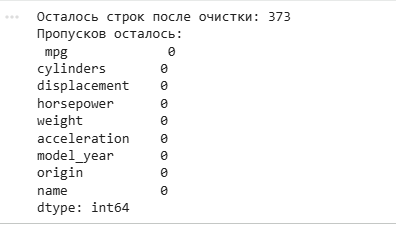 Осталось строк после очистки: 373
Пропусков осталось:
mpg 0
cylinders 0
displacement 0
horsepower 0
weight 0
acceleration 0
model_year 0
origin 0
name 0
dtype: int64